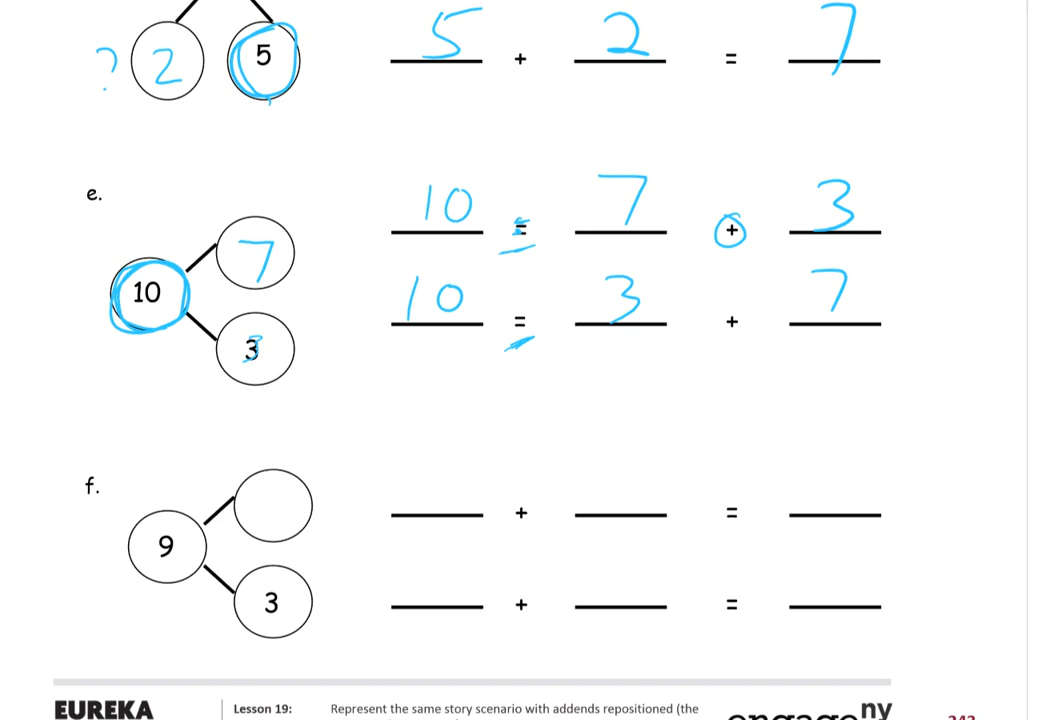 ? 2 5 5 + 2 = 7
e.
10 = 7 + 3
7
10
10 = 3 + 7
3
f.
9
3
+ =
+ =
EUREKA Lesson 19: Represent the same story scenario with addends repositioned (the
ny